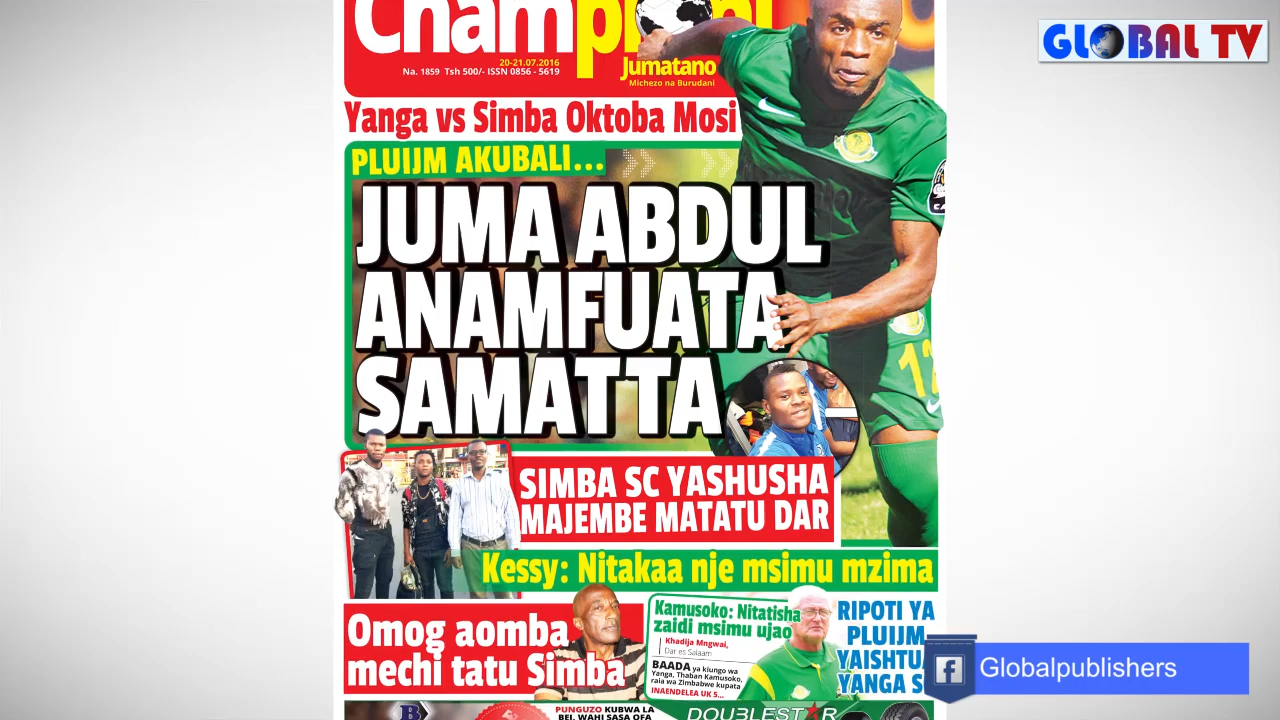 Championi
GLOBAL TV
20-21.07.2016
Na. 1859 Tsh 500/- ISSN 0856 - 5619
Jumatano
Michezo na Burudani
Yanga vs Simba Oktoba Mosi
PLUIJM AKUBALI...
JUMA ABDUL
ANAMFUATA
SAMATTA
12
SIMBA SC YASHUSHA
MAJEMBE MATATU DAR
Kessy: Nitakaa nje msimu mzima
Omog aomba
mechi tatu Simba
Kamusoko: Nitatisha
zaidi msimu ujao
Khadija Mngwai,
Dar es Salaam
BAADA ya kiungo wa
Yanga, Thaban Kamusoko,
raia wa Zimbabwe kupata
INAENDELEA UK 5...
RIPOTI YA
PLUIJM
YAISHTUA
YANGA S
f Globalpublishers
B
PUNGUZO KUBWA LA
BEI, WAHI SASA OFA
DOUBLESTAR